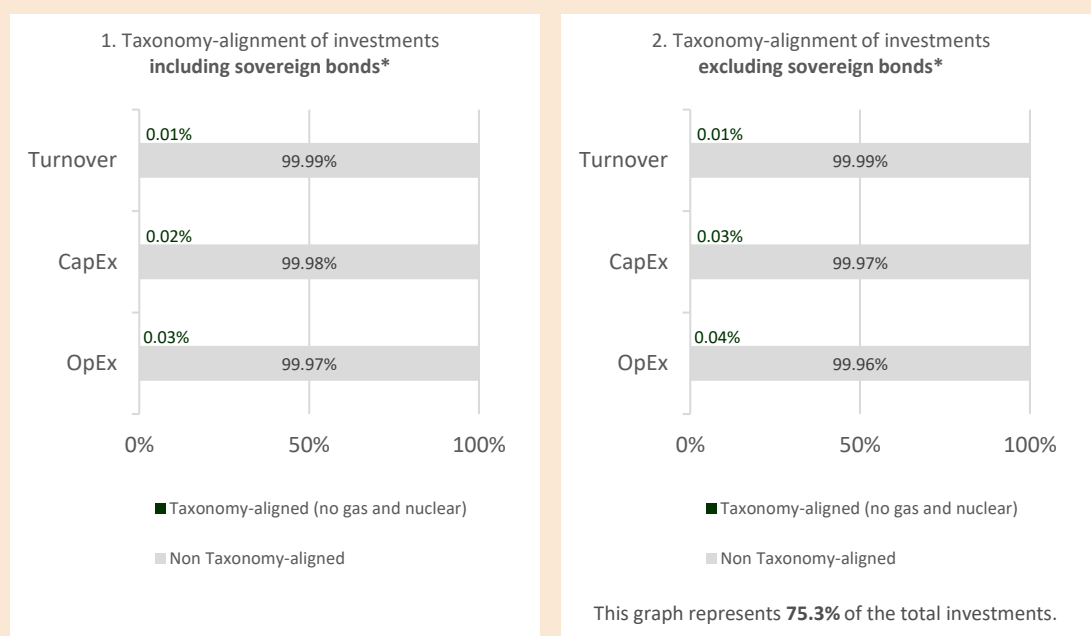 1. Taxonomy-alignment of investments
including sovereign bonds*
0.01%
Turnover
99.99%
0.02%
CapEx
99.98%
0.03%
OpEx
99.97%
0%
50%
100%
Taxonomy-aligned (no gas and nuclear)
Non Taxonomy-aligned
2. Taxonomy-alignment of investments
excluding sovereign bonds*
0.01%
Turnover
99.99%
0.03%
CapEx
99.97%
0.04%
OpEx
99.96%
0%
50%
100%
Taxonomy-aligned (no gas and nuclear)
Non Taxonomy-aligned
This graph represents 75.3% of the total investments.